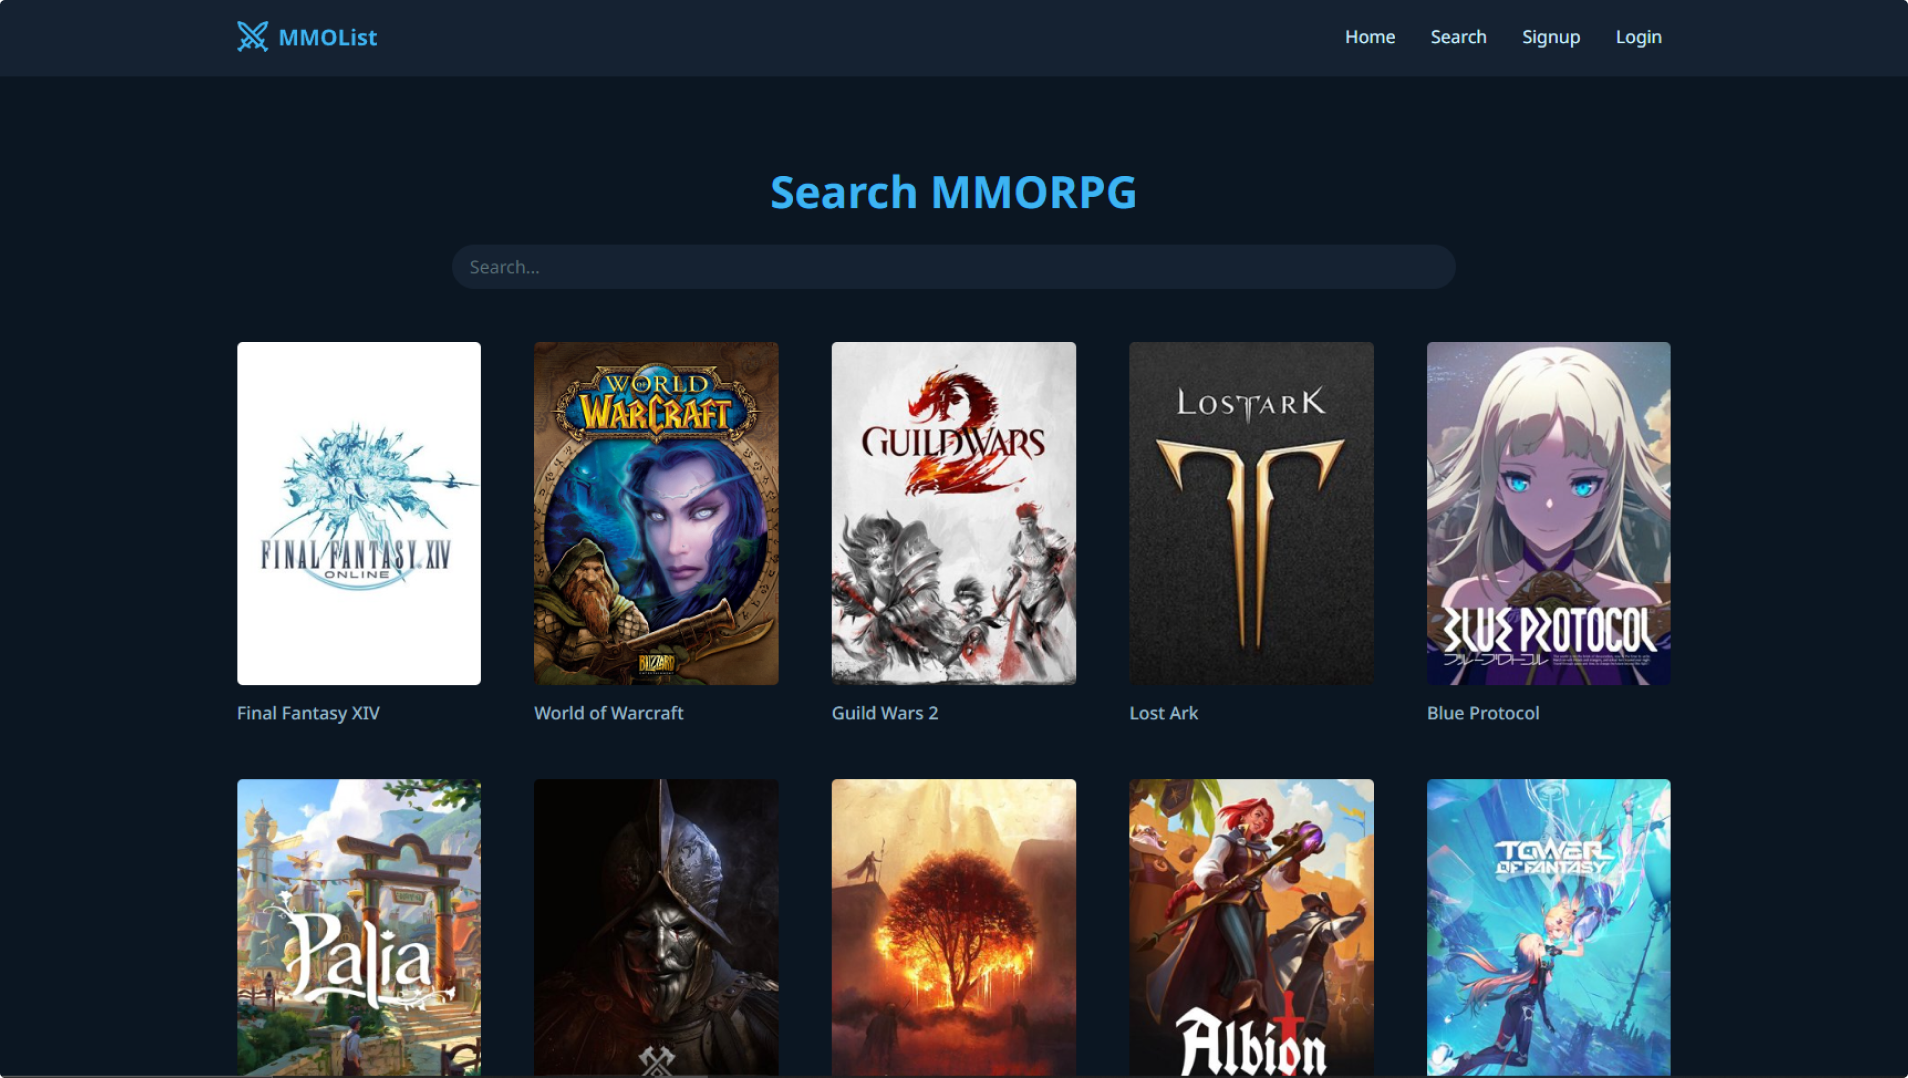 MMOList
Home
Search
Signup
Login
Search MMORPG
Search...
FINAL FANTASY XIV
ONLINE
WORLD
OF
WARCRAFT
BLIZZARD
GUILD WARS
2
LOST ARK
BLUE PROTOCOL
ブループロトコル
Final Fantasy XIV
World of Warcraft
Guild Wars 2
Lost Ark
Blue Protocol
Palia
Albion
TOWER
OF FANTASY